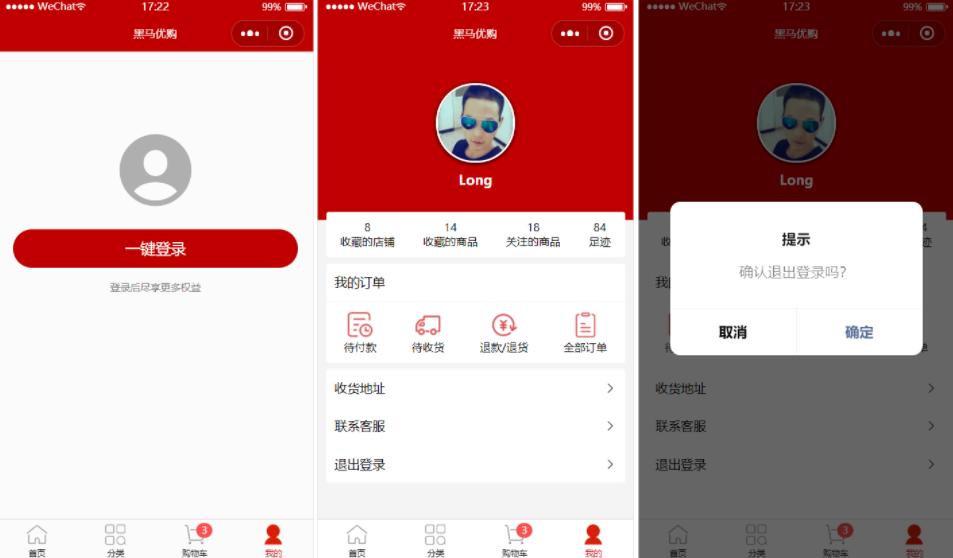 ●●●●● WeChat 17:22 99%
黑马优购
一键登录
登录后尽享更多权益
首页 分类 3 购物车 我的
●●●●● WeChat 17:23 99%
黑马优购
Long
8 14 18 84
收藏的店铺 收藏的商品 关注的商品 足迹
我的订单
待付款 待收货 退款/退货 全部订单
收货地址
联系客服
退出登录
首页 分类 3 购物车 我的
●●●●● WeChat 17:23 99%
黑马优购
Long
4
收 足迹
我
提示
确认退出登录吗?
取消 确定
待 单
收货地址
联系客服
退出登录
首页 分类 3 购物车 我的